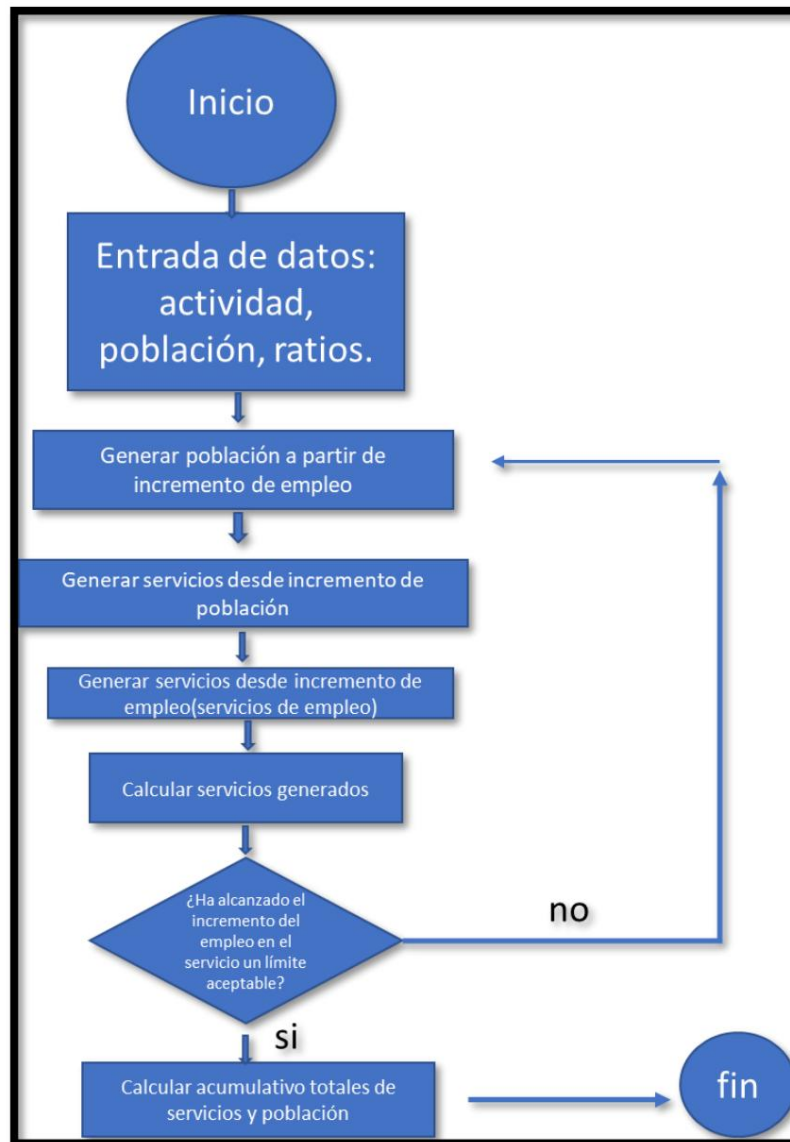 Inicio
Entrada de datos:
actividad,
población, ratios.
Generar población a partir de
incremento de empleo
Generar servicios desde incremento de
población
Generar servicios desde incremento de
empleo(servicios de empleo)
Calcular servicios generados
¿Ha alcanzado el
incremento del
empleo en el
servicio un límite
aceptable?
no
si
Calcular acumulativo totales de
servicios y población
fin